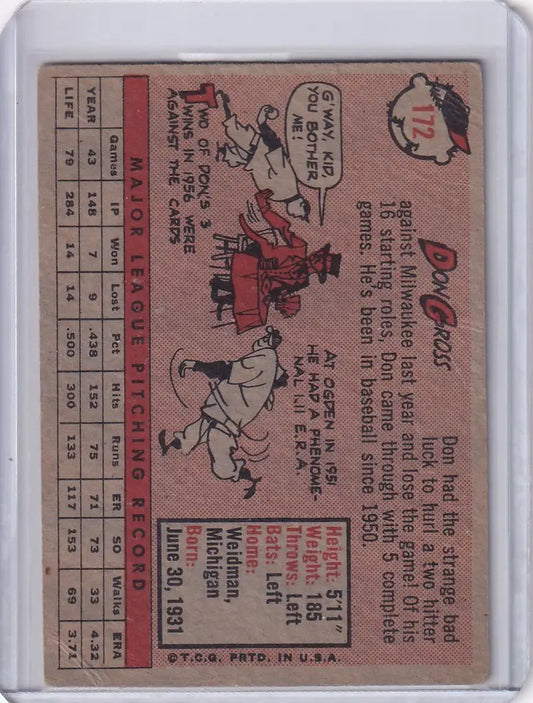 172
DON GROSS
Don had the strange bad
luck to hurl a two hitter
against Milwaukee last year and lose the game! Of his
16 starting roles, Don came through with 5 complete
games. He's been in baseball since 1950.
G'WAY, KID,
YOU BOTHER
ME!
TWO OF DON'S 3
WINS IN 1956 WERE
AGAINST THE CARDS
AT OGDEN IN 1951
HE HAD A PHENOME-
NAL 1.11 E.R.A.
Height: 5'11"
Weight: 185
Throws: Left
Bats: Left
Home:
Weidman,
Michigan
Born:
June 30, 1931
©T.C.G. PRTD. IN U.S.A.
MAJOR LEAGUE PITCHING RECORD
Games IP Won Lost Pct Hits Runs ER SO Walks ERA
YEAR 43 148 7 9 .438 152 75 71 73 33 4.32
LIFE 79 284 14 14 .500 300 133 117 153 69 3.71